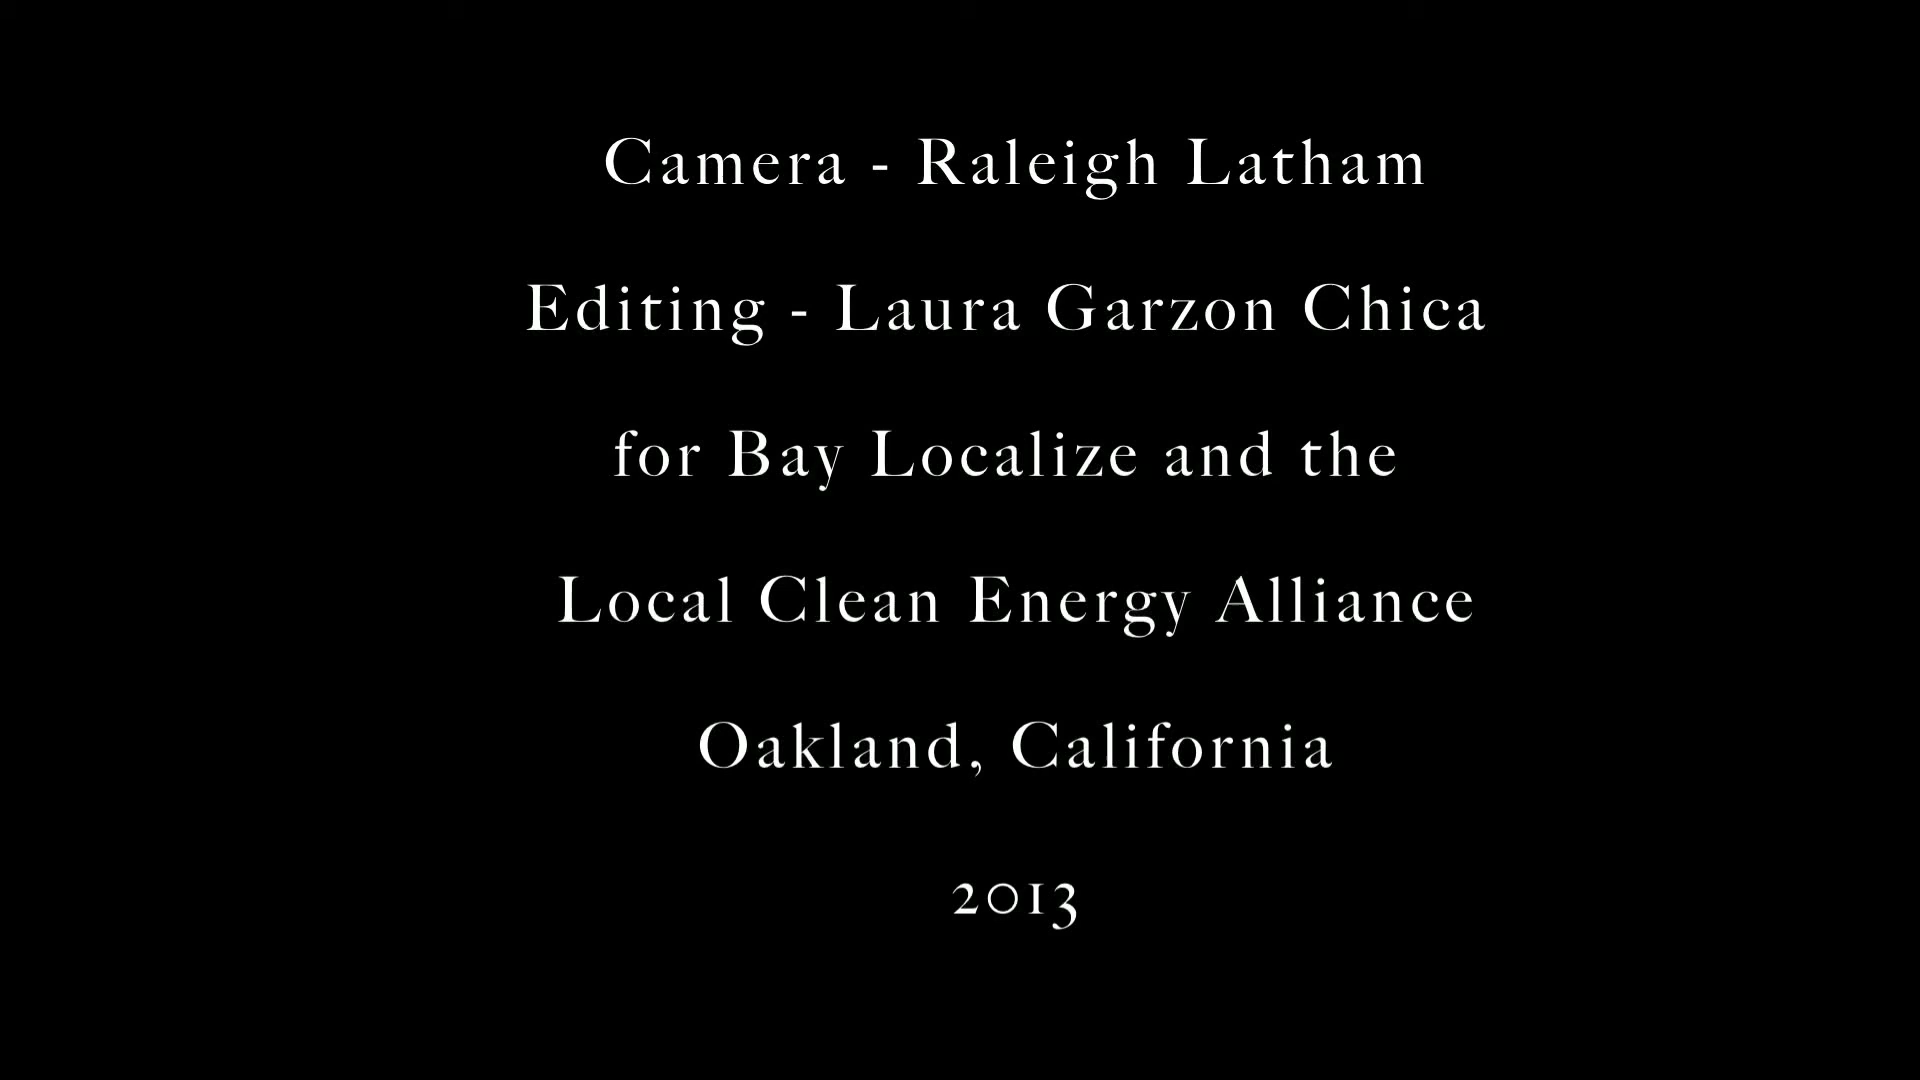 Camera - Raleigh Latham
Editing - Laura Garzon Chica
for Bay Localize and the
Local Clean Energy Alliance
Oakland, California
2013